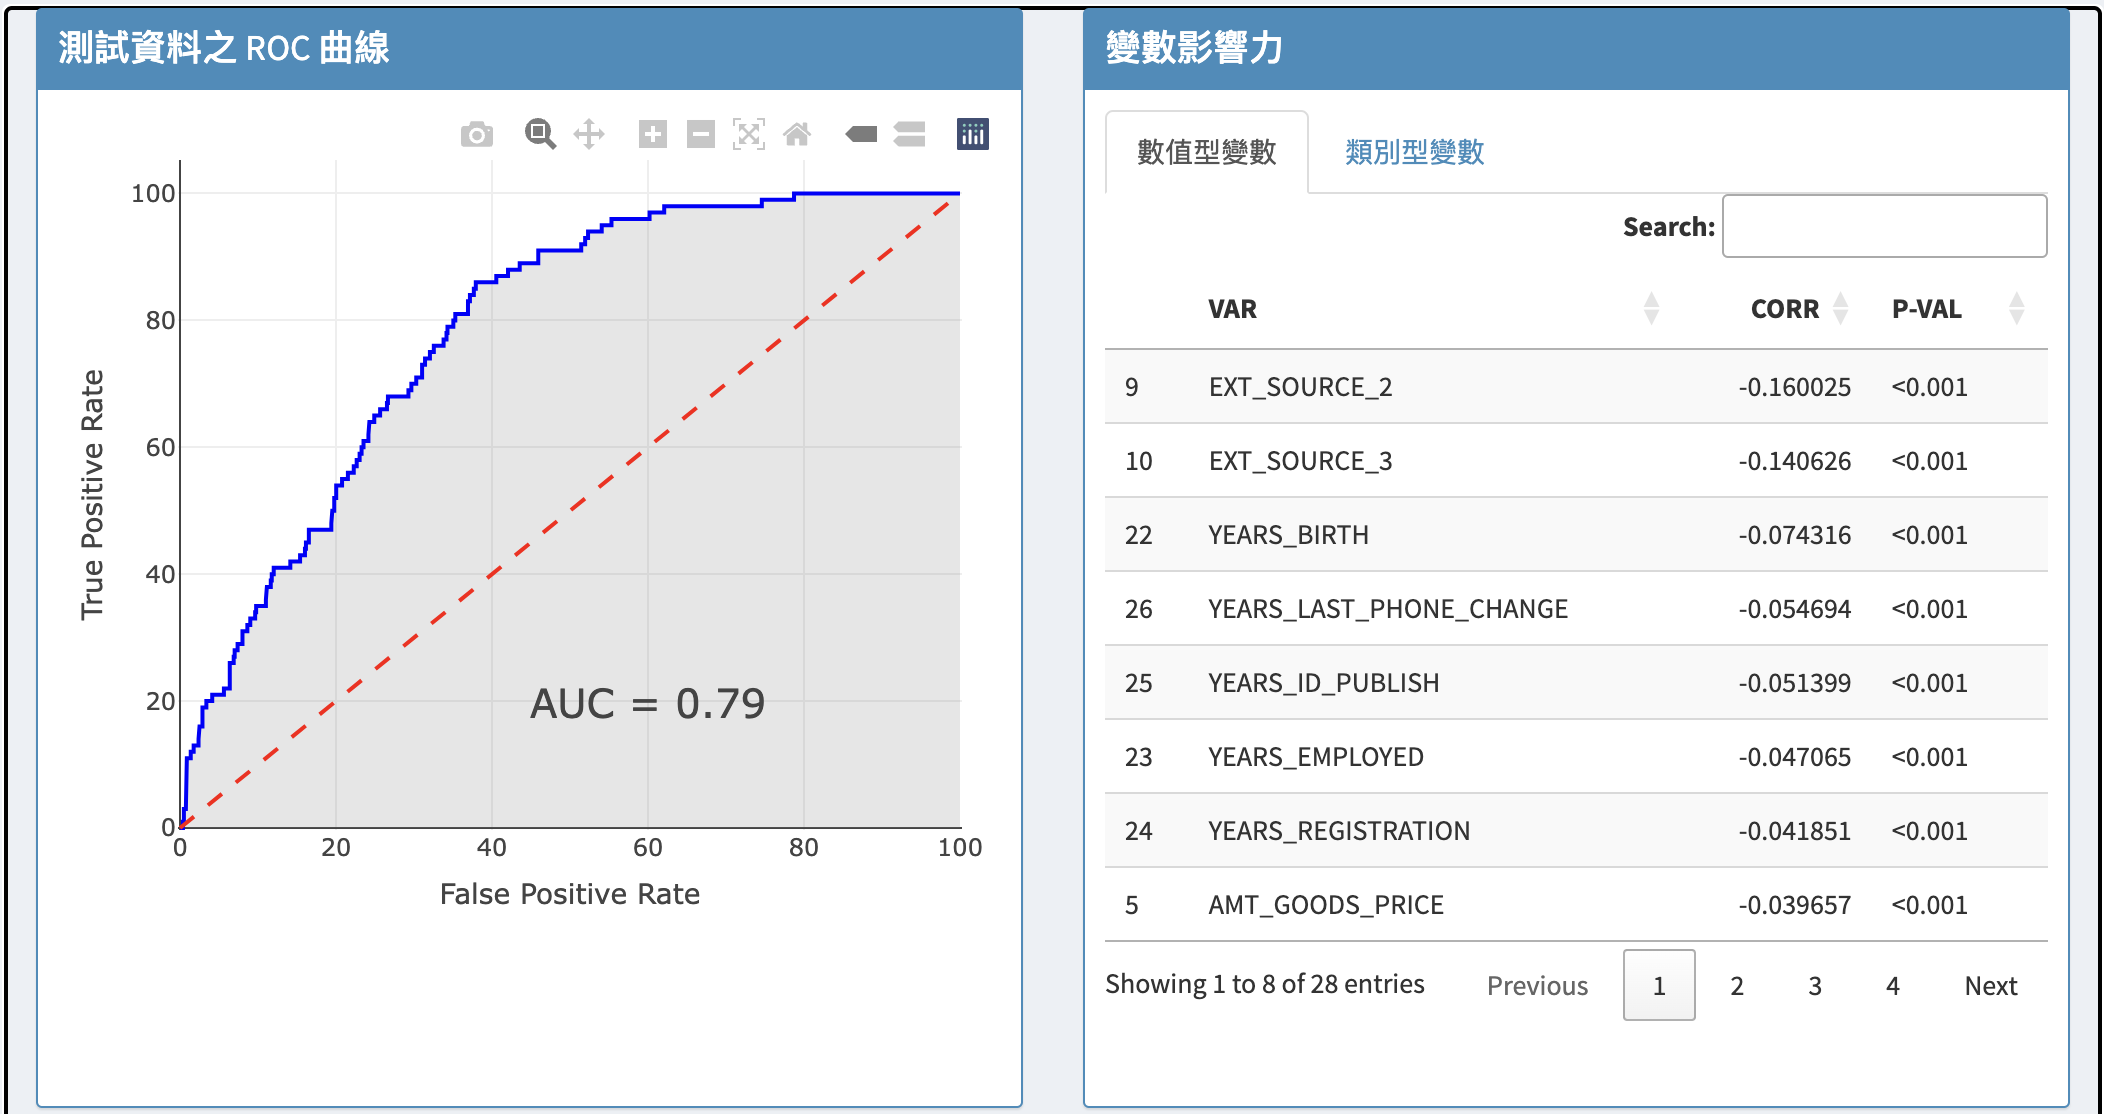 測試資料之 ROC 曲線
100
80
60
40
20
0
True Positive Rate
AUC = 0.79
0 20 40 60 80 100
False Positive Rate
變數影響力
數值型變數 類別型變數
Search:
VAR CORR P-VAL
9 EXT_SOURCE_2 -0.160025 <0.001
10 EXT_SOURCE_3 -0.140626 <0.001
22 YEARS_BIRTH -0.074316 <0.001
26 YEARS_LAST_PHONE_CHANGE -0.054694 <0.001
25 YEARS_ID_PUBLISH -0.051399 <0.001
23 YEARS_EMPLOYED -0.047065 <0.001
24 YEARS_REGISTRATION -0.041851 <0.001
5 AMT_GOODS_PRICE -0.039657 <0.001
Showing 1 to 8 of 28 entries Previous 1 2 3 4 Next